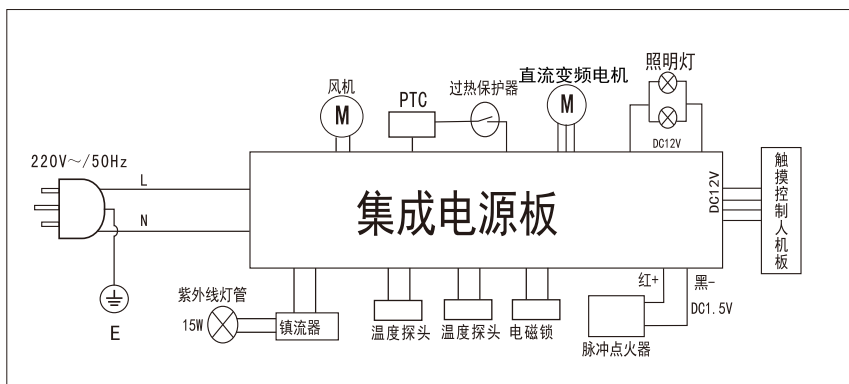 220V～/50Hz
L
N
E
风机
M
PTC
过热保护器
直流变频电机
M
照明灯
DC12V
集成电源板
DC12V
触摸控制人机板
紫外线灯管
15W
镇流器
温度探头
温度探头
电磁锁
红+
黑-
DC1.5V
脉冲点火器